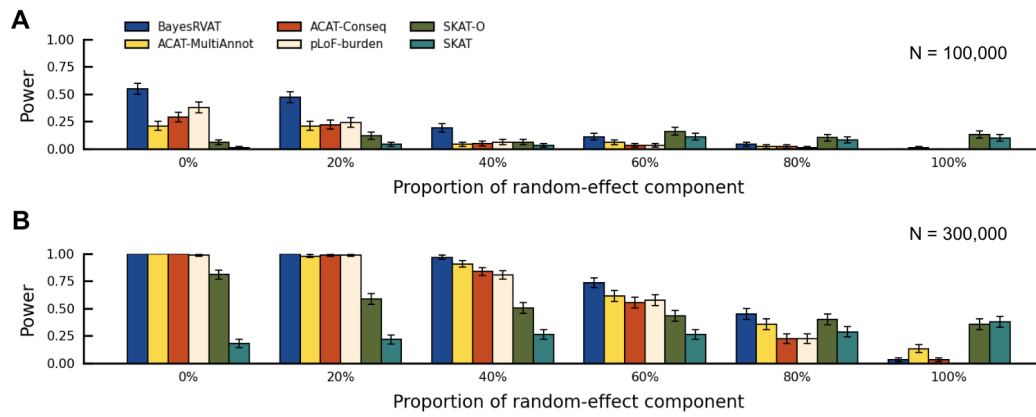 A
BayesRVAT ACAT-Conseq SKAT-O
ACAT-MultiAnnot pLoF-burden SKAT
N = 100,000
1.00
0.75
0.50
0.25
0.00
Power
0% 20% 40% 60% 80% 100%
Proportion of random-effect component
B
N = 300,000
1.00
0.75
0.50
0.25
0.00
Power
0% 20% 40% 60% 80% 100%
Proportion of random-effect component